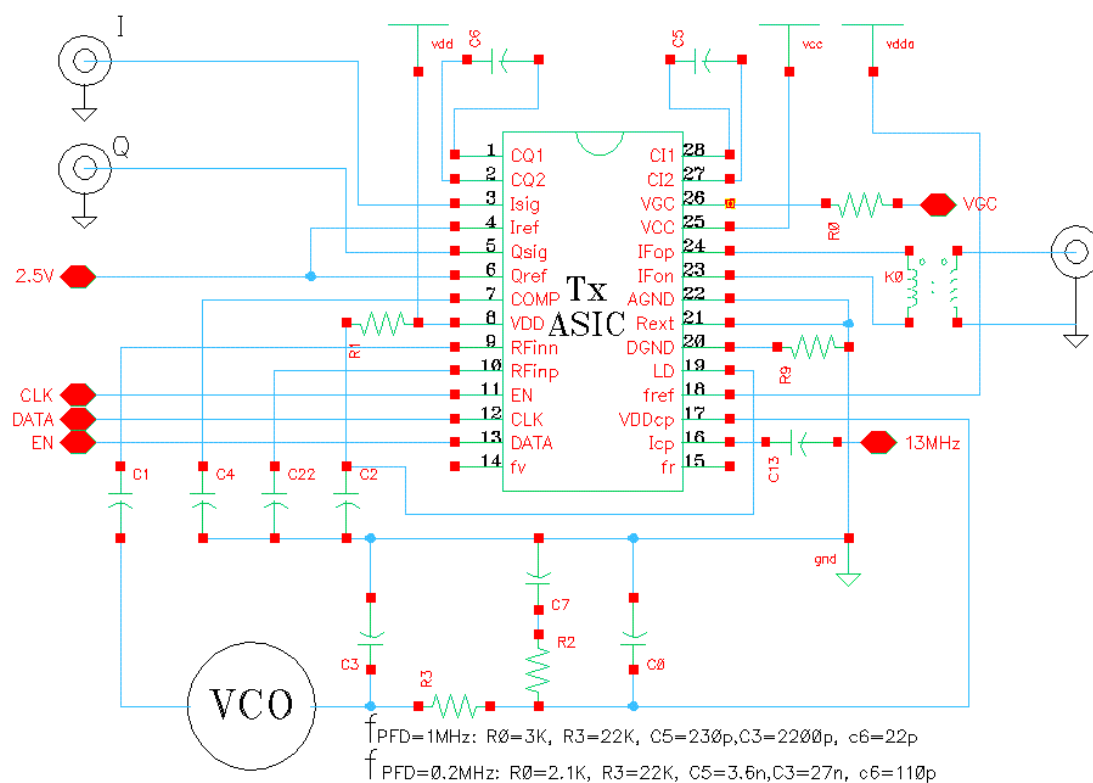 I
vdd
C6
C5
vcc
vdda
Q
1 CQ1
CI1 28
2 CQ2
CI2 27
3 Isig
VGC 26
4 Iref
VCC 25
5 Qsig
IFop 24
6 Qref
IFon 23
7 COMP
AGND 22
8 VDD
Rext 21
9 RFinn
DGND 20
10 RFinp
LD 19
11 EN
fref 18
12 CLK
VDDcp 17
13 DATA
Icp 16
14 fv
fr 15
Tx
ASIC
R0
VGC
K0
2.5V
R1
R9
CLK
DATA
EN
13MHz
C13
C1
C4
C22
C2
gnd
C7
C3
R2
C0
R3
VCO
fPFD=1MHz: R0=3K, R3=22K, C5=230p,C3=2200p, c6=22p
fPFD=0.2MHz: R0=2.1K, R3=22K, C5=3.6n,C3=27n, c6=110p